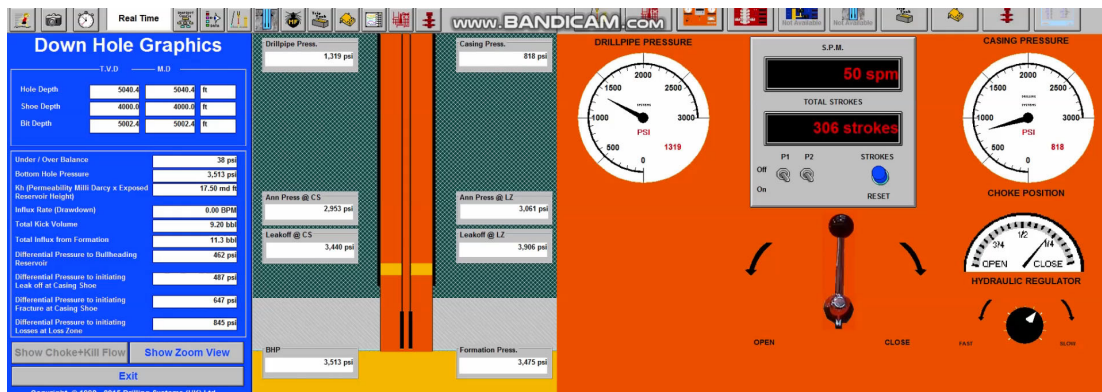 Real Time
www.BANDICAM.com
Not Available
Not Available
Down Hole Graphics
T.V.D M.D
Hole Depth 5040.4 5040.4 ft
Shoe Depth 4000.0 4000.0 ft
Bit Depth 5002.4 5002.4 ft
Under / Over Balance 38 psi
Bottom Hole Pressure 3,513 psi
Kh (Permeability Milli Darcy x Exposed
Reservoir Height) 17.50 md ft
Influx Rate (Drawdown) 0.00 BPM
Total Kick Volume 9.20 bbl
Total Influx from Formation 11.3 bbl
Differential Pressure to Bullheading
Reservoir 462 psi
Differential Pressure to initiating
Leak off at Casing Shoe 487 psi
Differential Pressure to initiating
Fracture at Casing Shoe 647 psi
Differential Pressure to initiating
Losses at Loss Zone 845 psi
Show Choke+Kill Flow Show Zoom View
Exit
Drillpipe Press.
1,319 psi
Casing Press.
818 psi
Ann Press @ CS
2,953 psi
Ann Press @ LZ
3,061 psi
Leakoff @ CS
3,440 psi
Leakoff @ LZ
3,906 psi
BHP
3,513 psi
Formation Press.
3,475 psi
DRILLPIPE PRESSURE
2000
1500 2500
1000 3000
PSI
500 1319
0
S.P.M.
50 spm
TOTAL STROKES
306 strokes
P1 P2 STROKES
Off
On
RESET
OPEN CLOSE
CASING PRESSURE
2000
1500 2500
1000 3000
PSI
500 818
0
CHOKE POSITION
1/2
3/4 1/4
OPEN CLOSE
HYDRAULIC REGULATOR
FAST SLOW